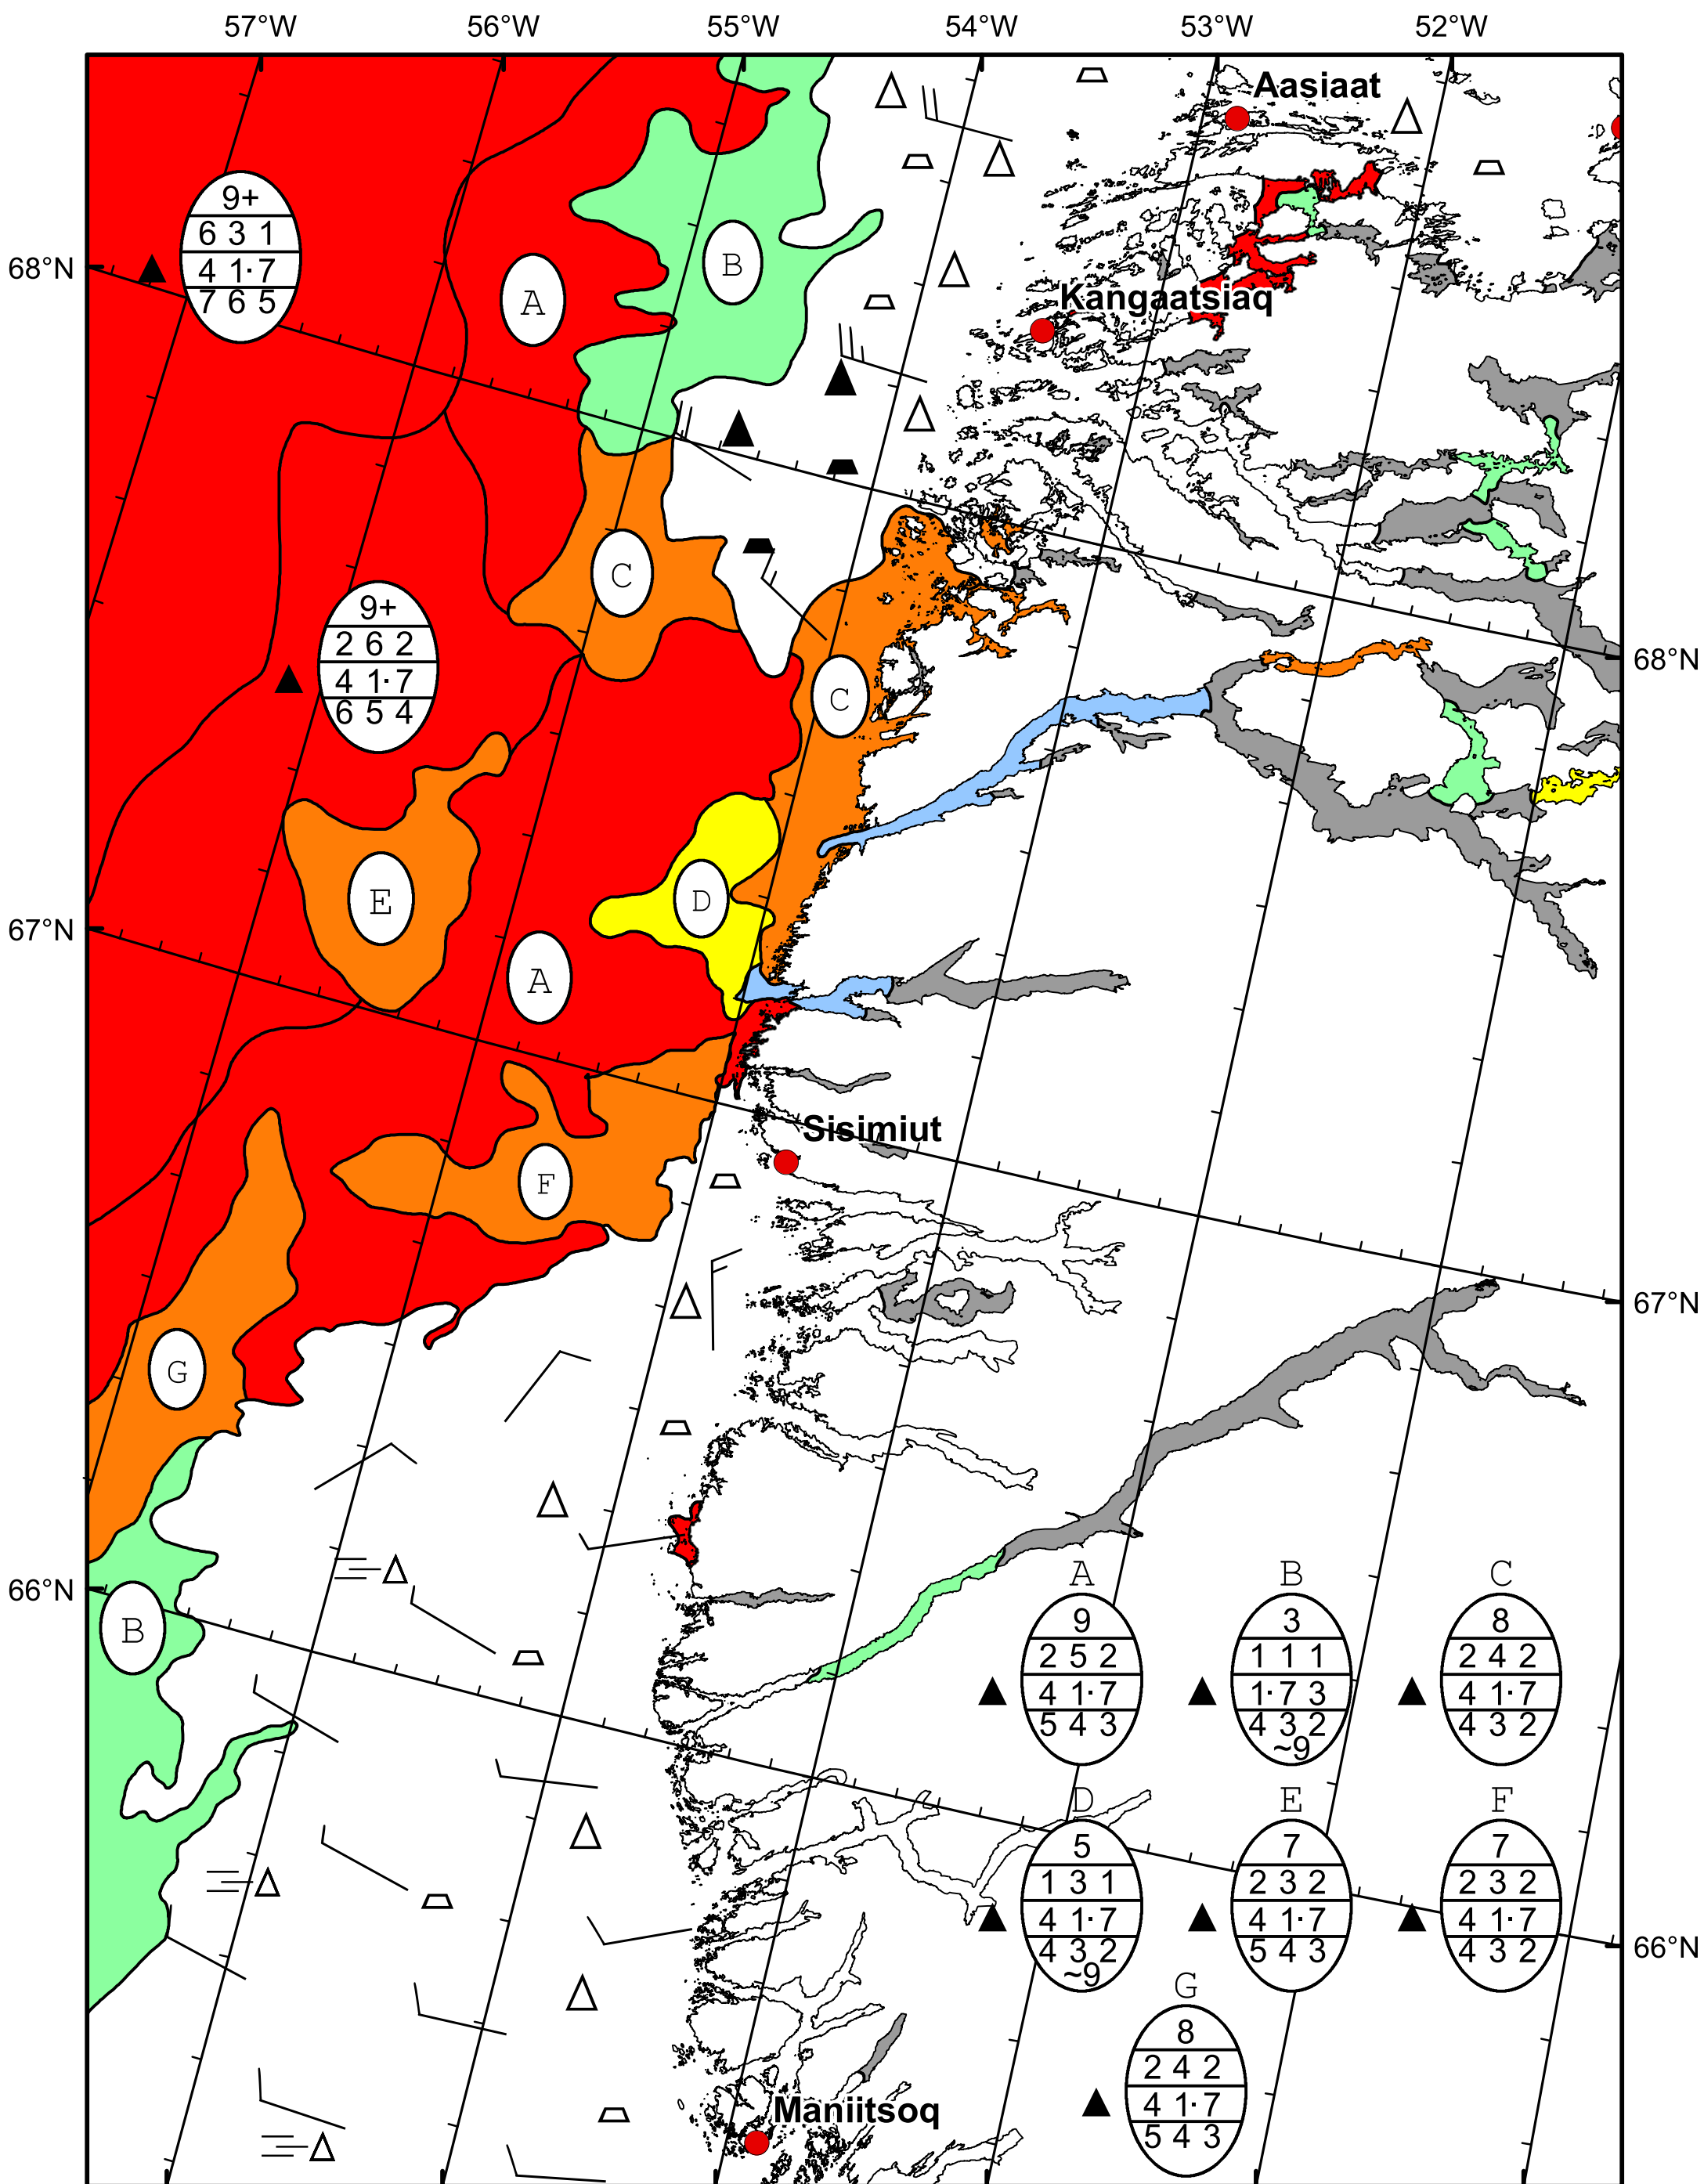 57°W 56°W 55°W 54°W 53°W 52°W
Aasiaat
9+
6 3 1
4 1· 7
7 6 5
68°N
A
B
Kangaatsiaq
C
9+
2 6 2
4 1· 7
6 5 4
68°N
C
E
D
67°N
A
Sisimiut
F
67°N
G
66°N
B
A
9
2 5 2
4 1· 7
5 4 3
B
3
1 1 1
1· 7 3
4 3 2
~9
C
8
2 4 2
4 1· 7
4 3 2
D
5
1 3 1
4 1· 7
4 3 2
~9
E
7
2 3 2
4 1· 7
5 4 3
F
7
2 3 2
4 1· 7
4 3 2
66°N
G
8
2 4 2
4 1· 7
5 4 3
Maniitsoq